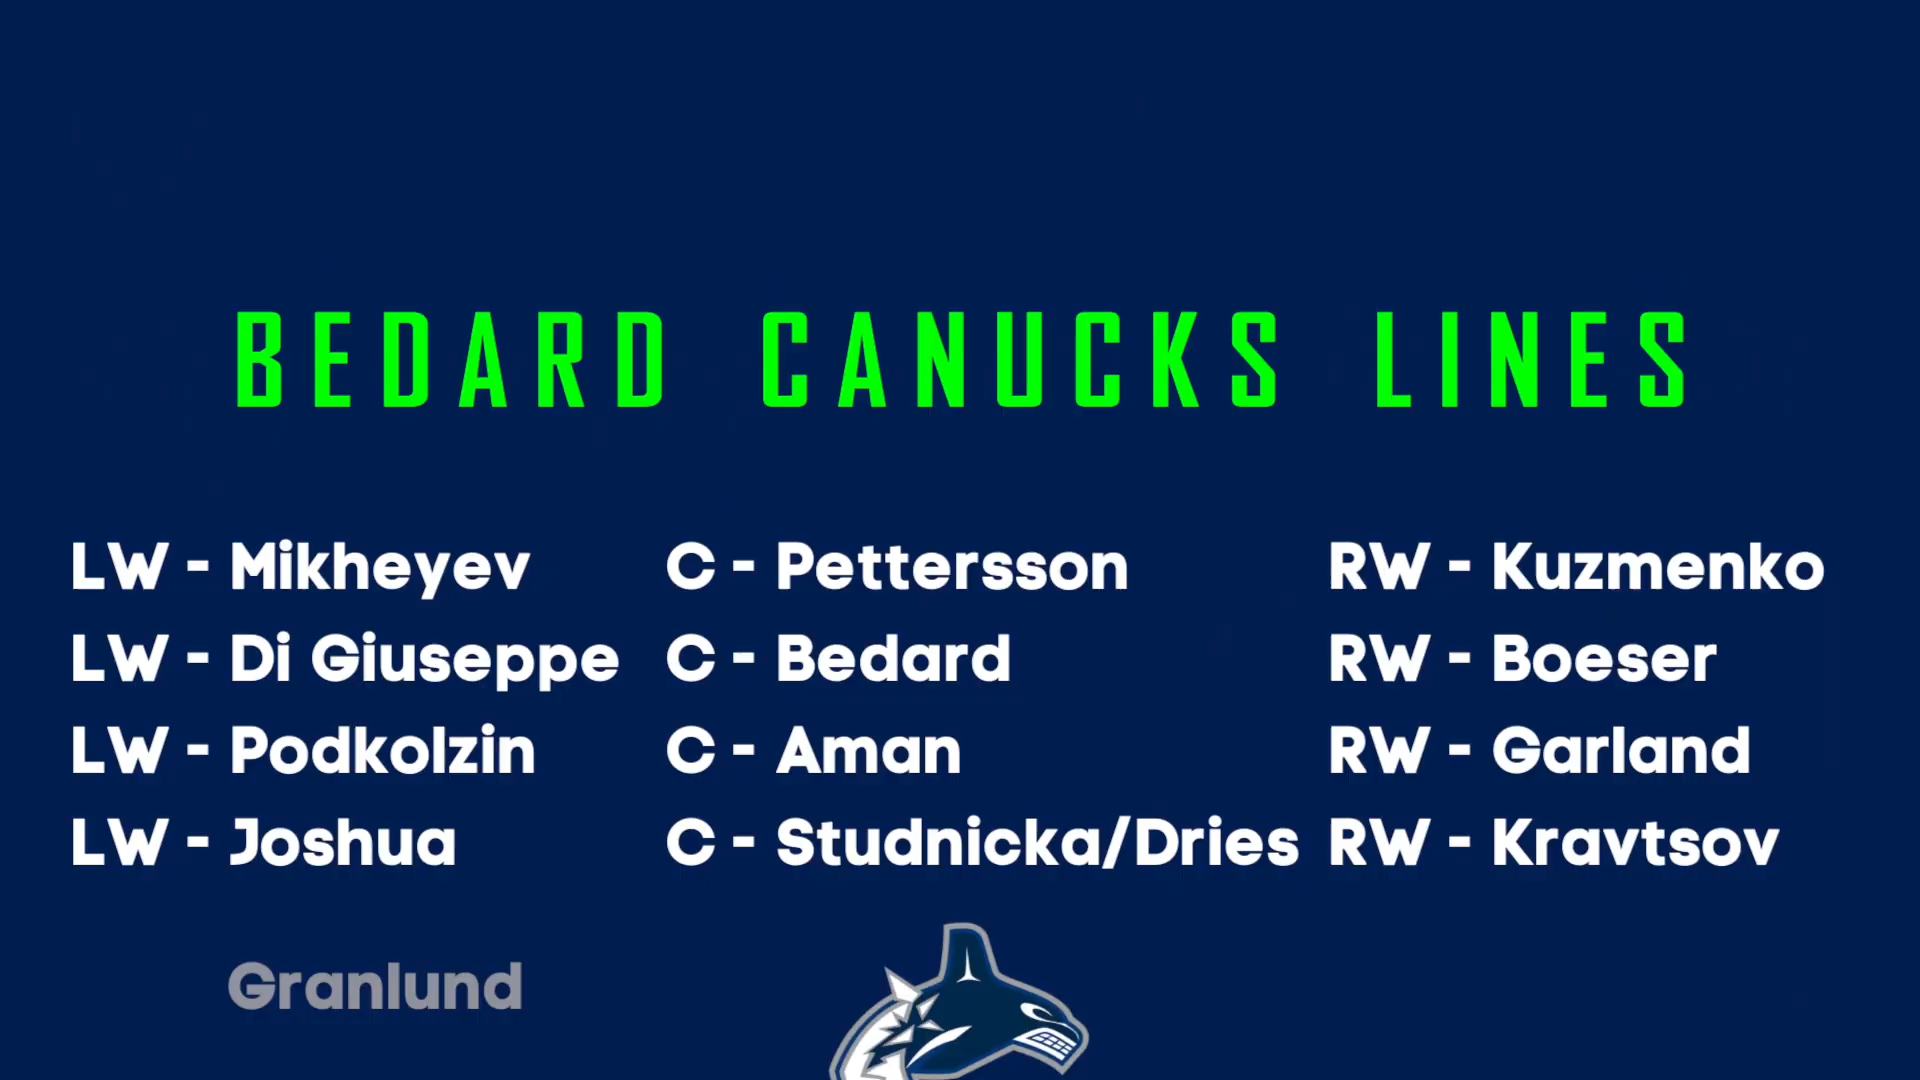 BEDARD CANUCKS LINES
LW - Mikheyev C - Pettersson RW - Kuzmenko
LW - Di Giuseppe C - Bedard RW - Boeser
LW - Podkolzin C - Aman RW - Garland
LW - Joshua C - Studnicka/Dries RW - Kravtsov
Granlund